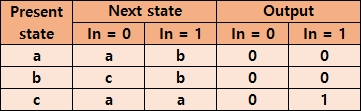 Present state Next state Output
In = 0 In = 1 In = 0 In = 1
a a b 0 0
b c b 0 0
c a a 0 1